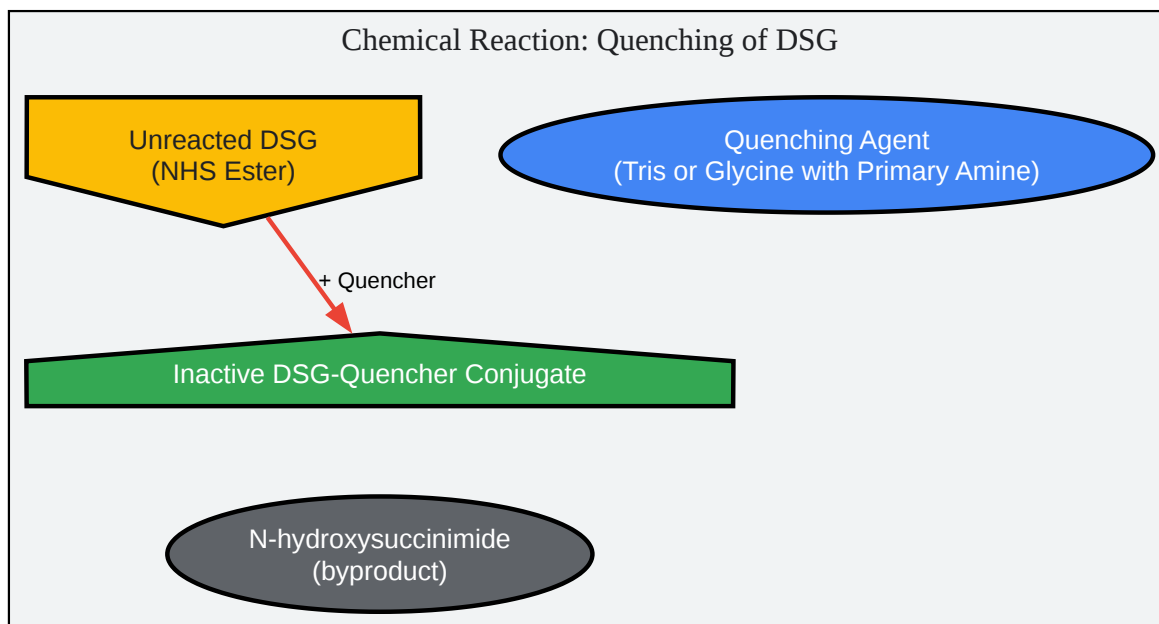 Chemical Reaction: Quenching of DSG
Unreacted DSG
(NHS Ester)
Quenching Agent
(Tris or Glycine with Primary Amine)
+ Quencher
Inactive DSG-Quencher Conjugate
N-hydroxysuccinimide
(byproduct)